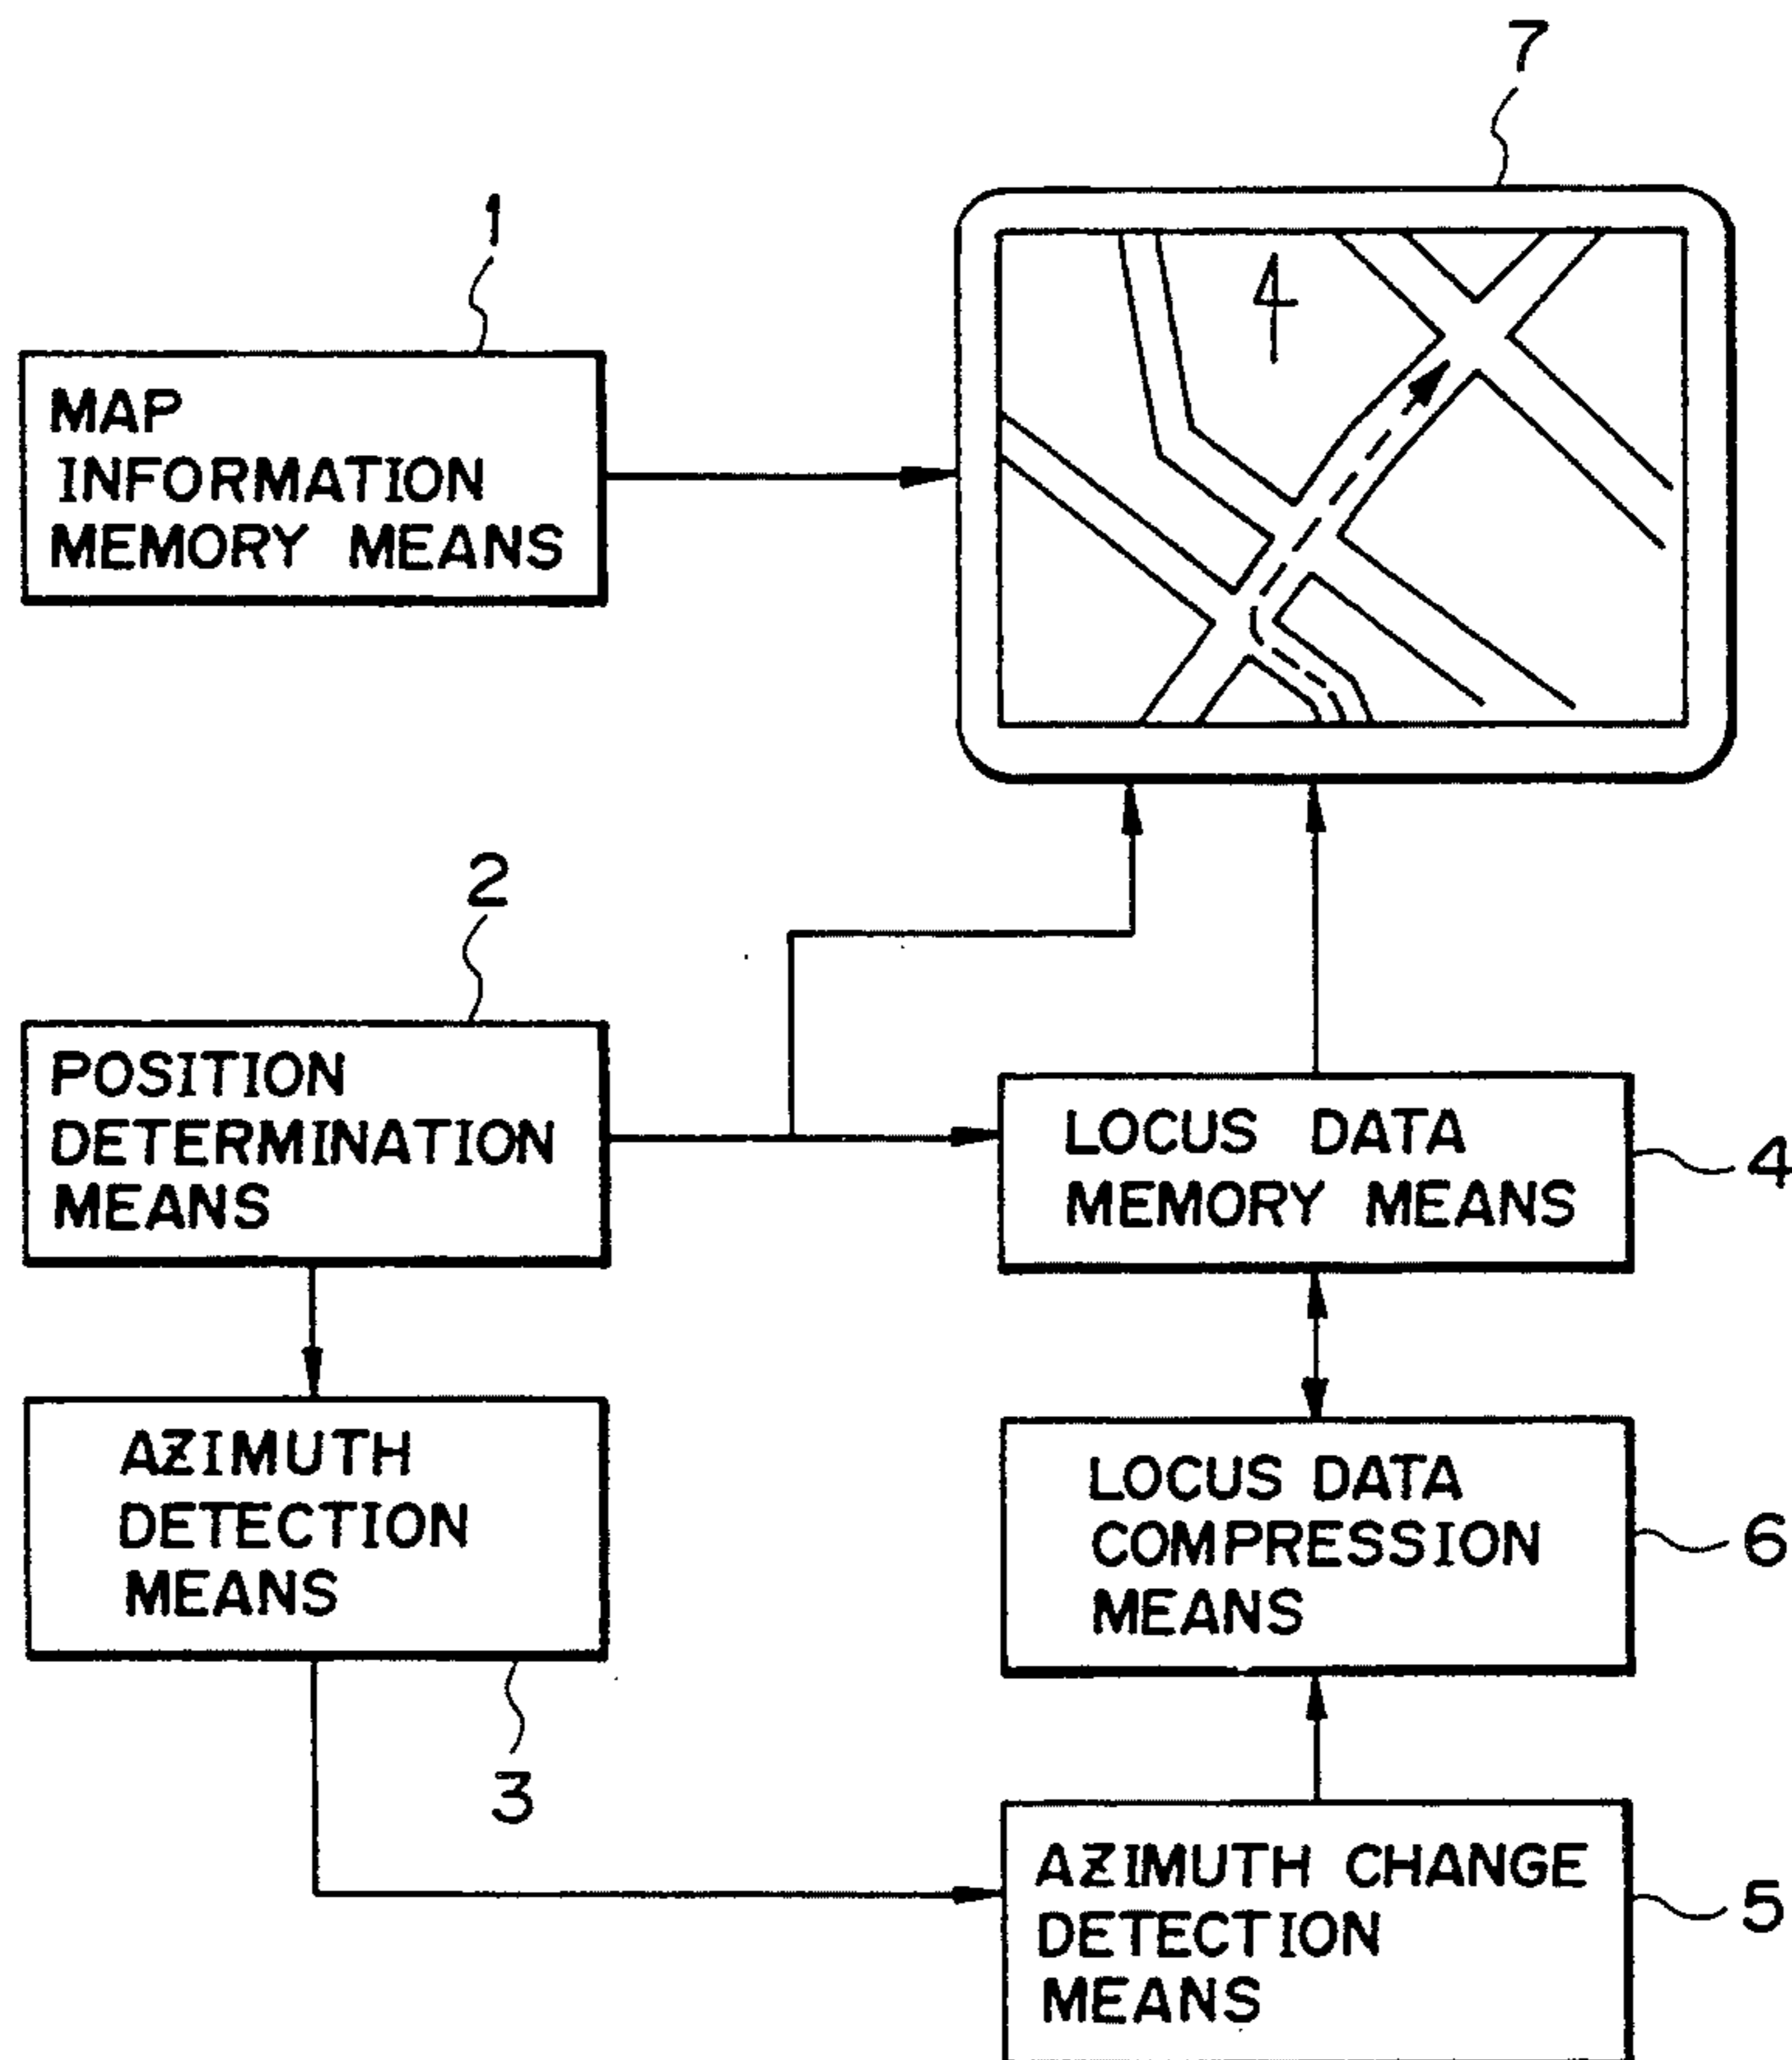 7
1
MAP
INFORMATION
MEMORY MEANS
2
POSITION
DETERMINATION
MEANS
LOCUS DATA
MEMORY MEANS
4
AZIMUTH
DETECTION
MEANS
3
LOCUS DATA
COMPRESSION
MEANS
6
AZIMUTH CHANGE
DETECTION
MEANS
5